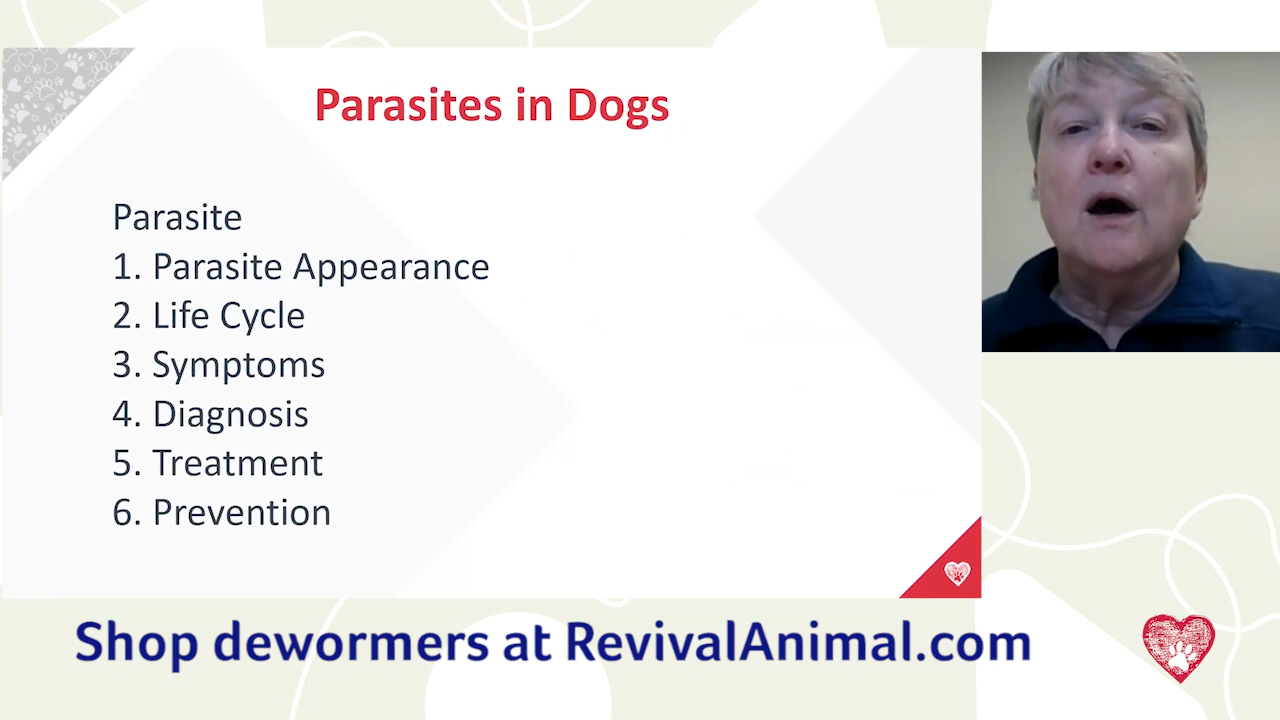 Parasites in Dogs
Parasite
1. Parasite Appearance
2. Life Cycle
3. Symptoms
4. Diagnosis
5. Treatment
6. Prevention
Shop dewormers at RevivalAnimal.com